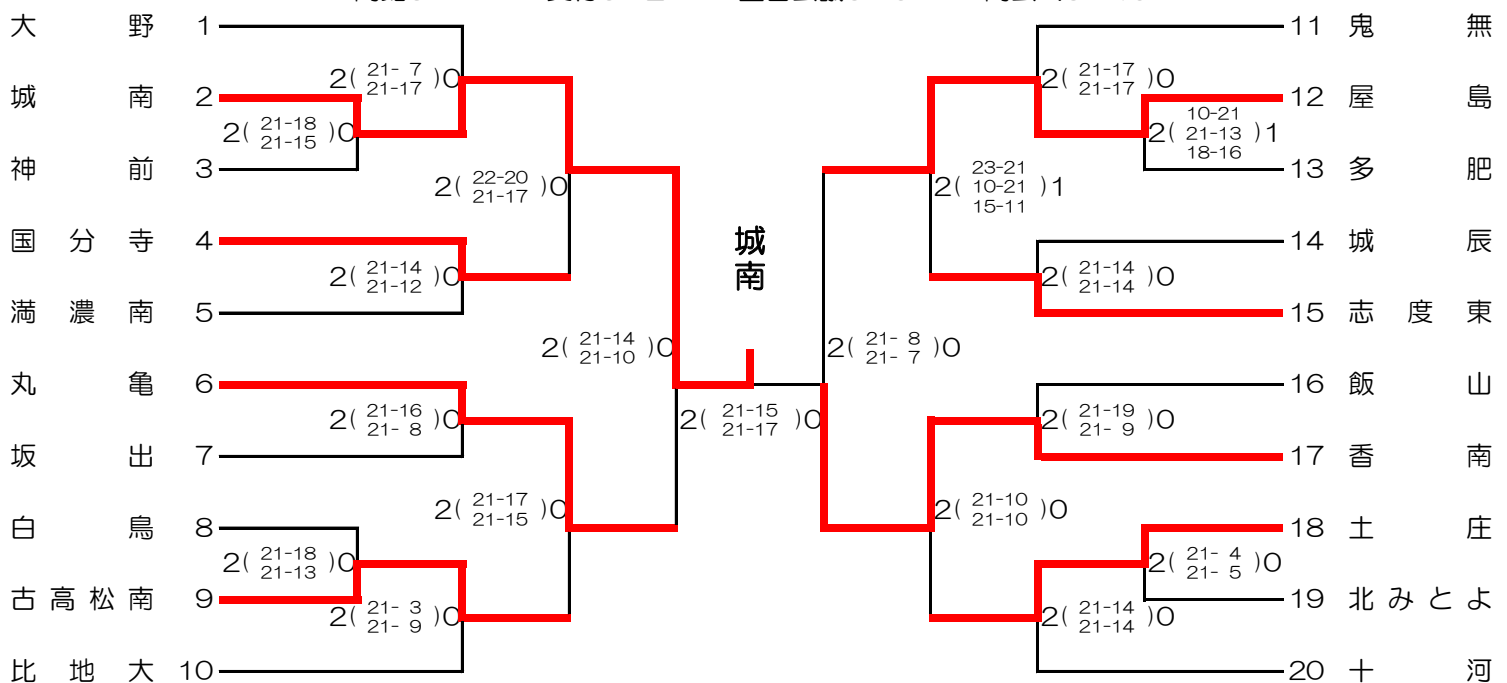 大野 1
2( 21- 7 21-17 )0
城南 2
2( 21-18 21-15 )0
神前 3
2( 22-20 21-17 )0
国分寺 4
2( 21-14 21-12 )0
満濃南 5
2( 21-14 21-10 )0
丸亀 6
2( 21-16 21- 8 )0
坂出 7
2( 21-17 21-15 )0
白鳥 8
2( 21-18 21-13 )0
古高松南 9
2( 21- 3 21- 9 )0
比地大 10
城南
2( 21-15 21-17 )0
11 鬼無
2( 21-17 21-17 )0
12 屋島
2( 10-21 21-13 18-16 )1
13 多肥
2( 23-21 10-21 15-11 )1
14 城辰
2( 21-14 21-14 )0
15 志度東
2( 21- 8 21- 7 )0
16 飯山
2( 21-19 21- 9 )0
17 香南
2( 21-10 21-10 )0
18 土庄
2( 21- 4 21- 5 )0
19 北みとよ
2( 21-14 21-14 )0
20 十河